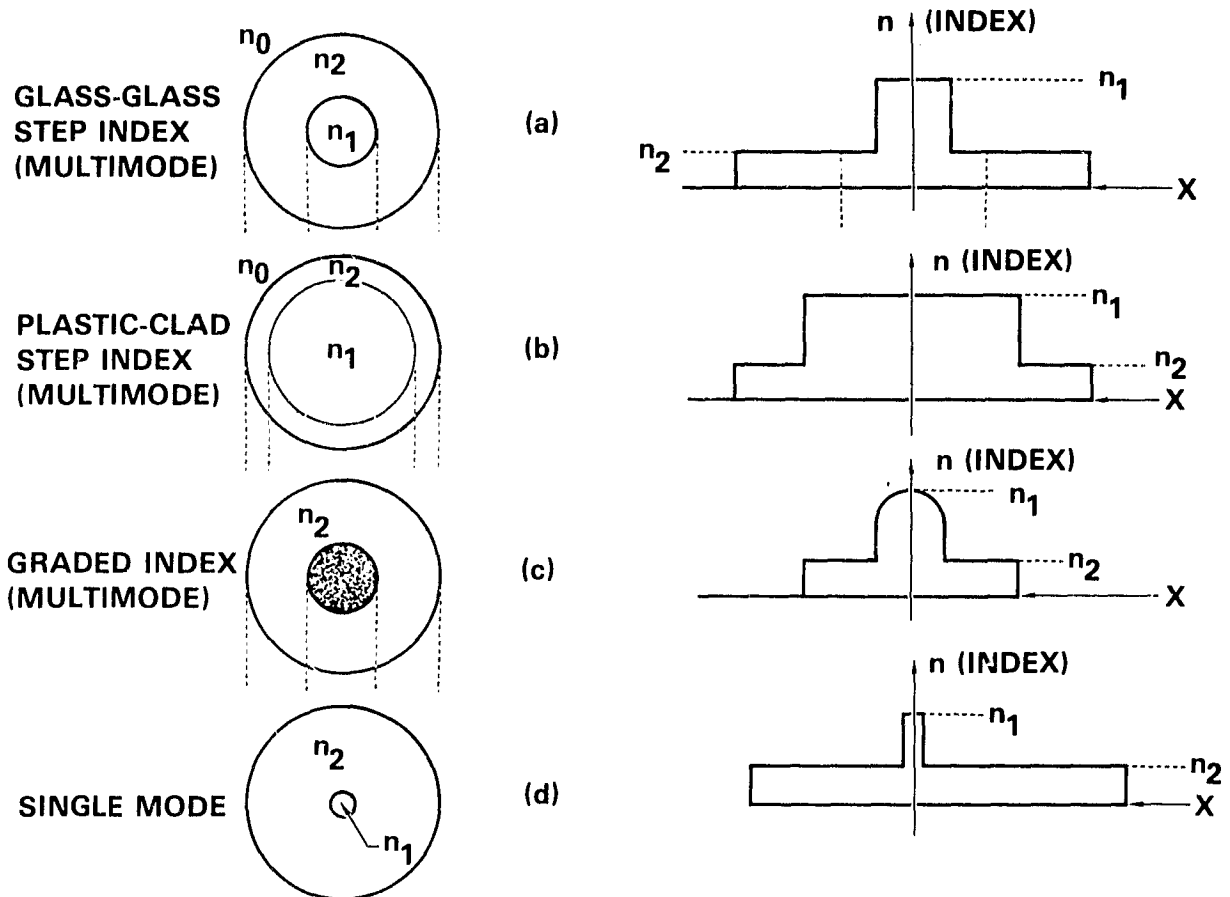 n0
n2
n1
GLASS-GLASS
STEP INDEX
(MULTIMODE)
(a)
n (INDEX)
n1
n2
X
n0
n2
n1
PLASTIC-CLAD
STEP INDEX
(MULTIMODE)
(b)
n (INDEX)
n1
n2
X
n2
GRADED INDEX
(MULTIMODE)
(c)
n (INDEX)
n1
n2
X
n2
n1
SINGLE MODE
(d)
n (INDEX)
n1
n2
X